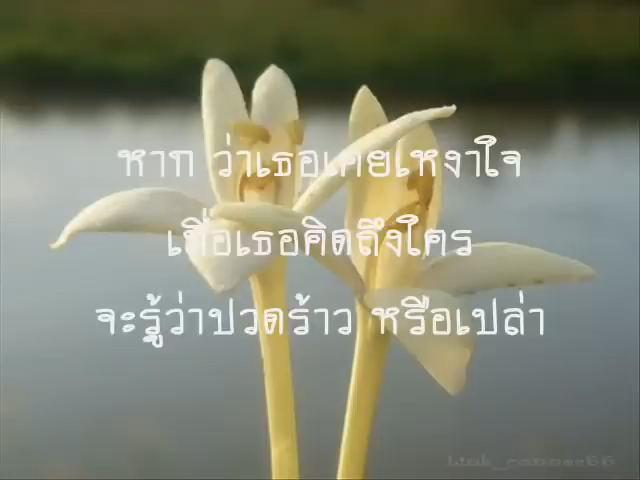 หาก ว่าเธอเคยเหงาใจ
เมื่อเธอคิดถึงใคร
จะรู้ว่าปวดร้าว หรือเปล่า